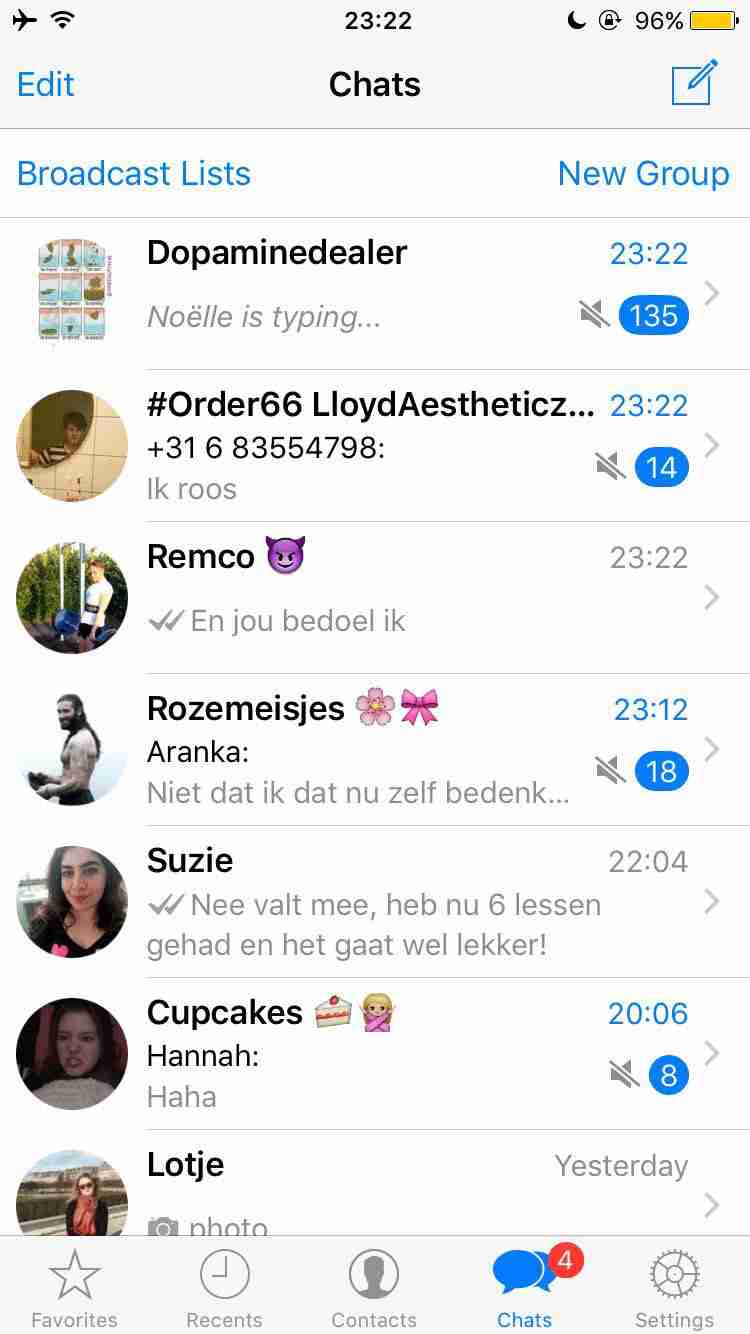 23:22
96%
Edit
Chats
Broadcast Lists
New Group
Dopaminedealer
23:22
Noëlle is typing...
135
#Order66 LloydAestheticz...
23:22
+31 6 83554798:
Ik roos
14
Remco 😈
23:22
En jou bedoel ik
Rozemeisjes 🌸🎀
23:12
Aranka:
Niet dat ik dat nu zelf bedenk...
18
Suzie
22:04
Nee valt mee, heb nu 6 lessen
gehad en het gaat wel lekker!
Cupcakes 🍰🙅🏼
20:06
Hannah:
Haha
8
Lotje
Yesterday
photo
4
Favorites
Recents
Contacts
Chats
Settings